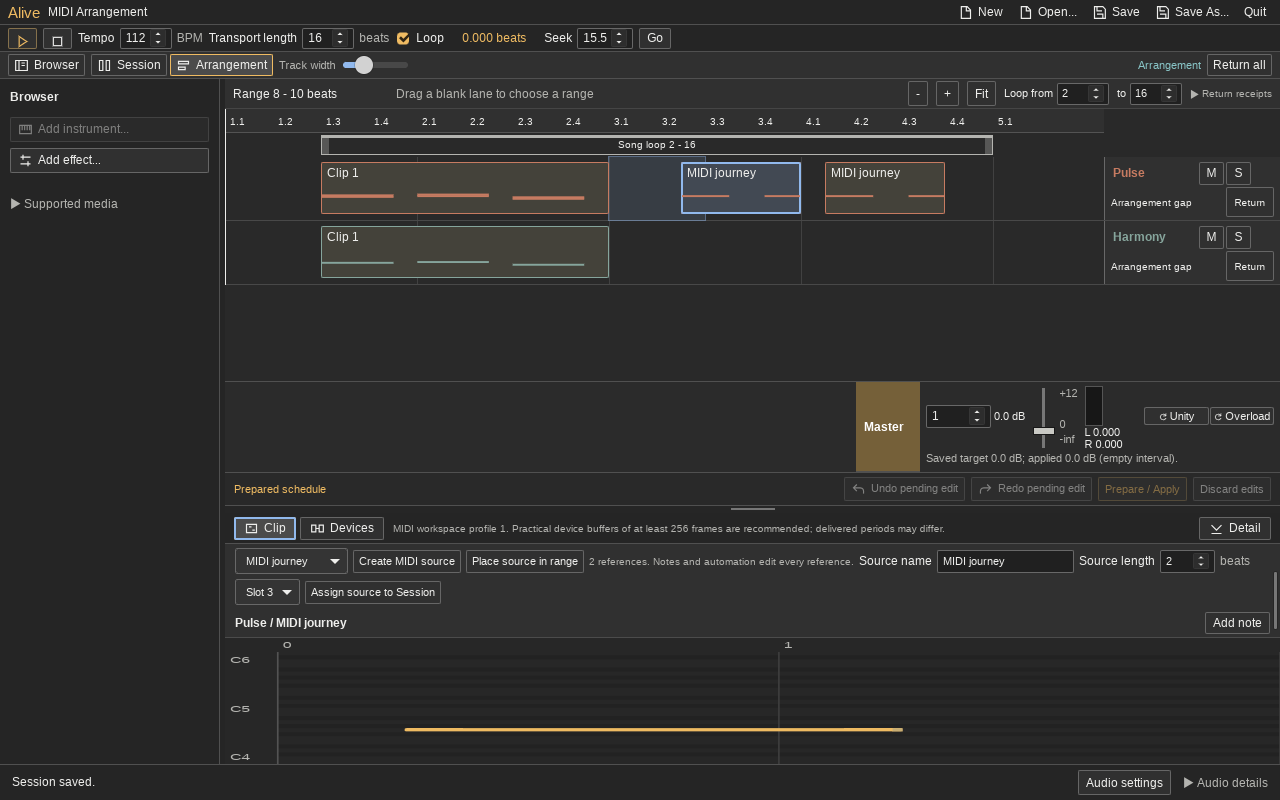 Alive MIDI Arrangement New Open... Save Save As... Quit
Tempo 112 BPM Transport length 16 beats Loop 0.000 beats Seek 15.5 Go
Browser Session Arrangement Track width Arrangement Return all
Browser
Add instrument...
Add effect...
Supported media
Range 8 - 10 beats Drag a blank lane to choose a range - + Fit Loop from 2 to 16 Return receipts
1.1 1.2 1.3 1.4 2.1 2.2 2.3 2.4 3.1 3.2 3.3 3.4 4.1 4.2 4.3 4.4 5.1
Song loop 2 - 16
Clip 1 MIDI journey MIDI journey Pulse M S
Arrangement gap Return
Clip 1 Harmony M S
Arrangement gap Return
Master 1 0.0 dB +12 0 -inf L 0.000 R 0.000 Unity Overload
Saved target 0.0 dB; applied 0.0 dB (empty interval).
Prepared schedule Undo pending edit Redo pending edit Prepare / Apply Discard edits
Clip Devices MIDI workspace profile 1. Practical device buffers of at least 256 frames are recommended; delivered periods may differ. Detail
MIDI journey Create MIDI source Place source in range 2 references. Notes and automation edit every reference. Source name MIDI journey Source length 2 beats
Slot 3 Assign source to Session
Pulse / MIDI journey Add note
0 1
C6
C5
C4
Session saved. Audio settings Audio details